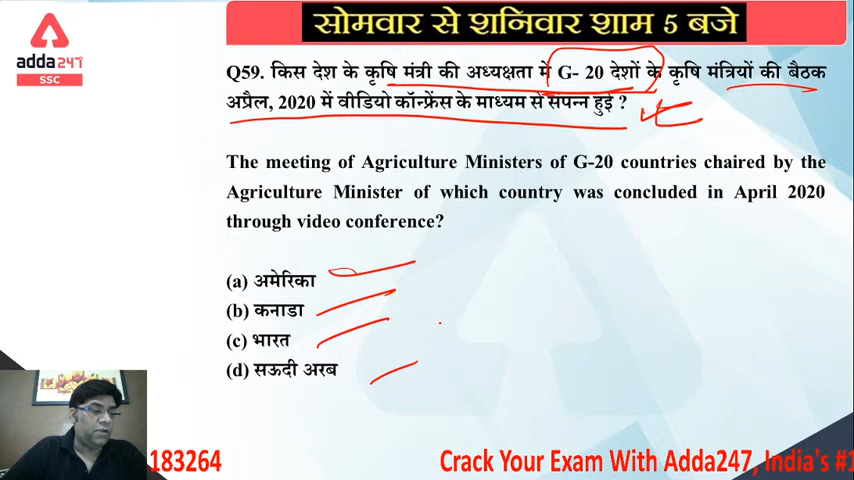 सोमवार से शनिवार शाम 5 बजे
adda247
SSC
Q59. किस देश के कृषि मंत्री की अध्यक्षता में G- 20 देशों के कृषि मंत्रियों की बैठक
अप्रैल, 2020 में वीडियो कॉन्फ्रेंस के माध्यम से संपन्न हुई ?
The meeting of Agriculture Ministers of G-20 countries chaired by the
Agriculture Minister of which country was concluded in April 2020
through video conference?
(a) अमेरिका
(b) कनाडा
(c) भारत
(d) सऊदी अरब
183264
Crack Your Exam With Adda247, India's #1